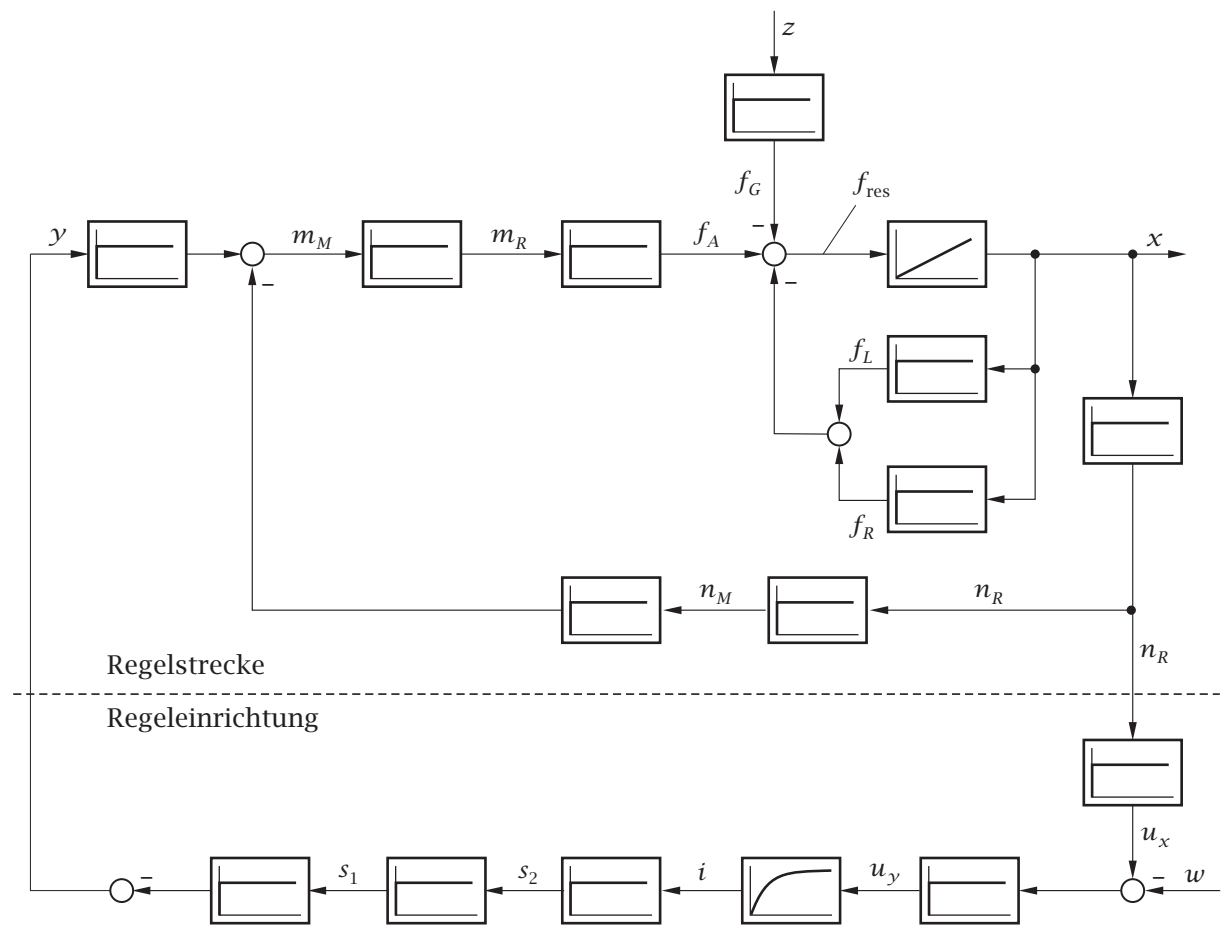 z
f_G
f_res
y
m_M
m_R
f_A
x
−
−
−
f_L
f_R
n_M
n_R
Regelstrecke
n_R
Regeleinrichtung
u_x
−
s_1
s_2
i
u_y
−
w